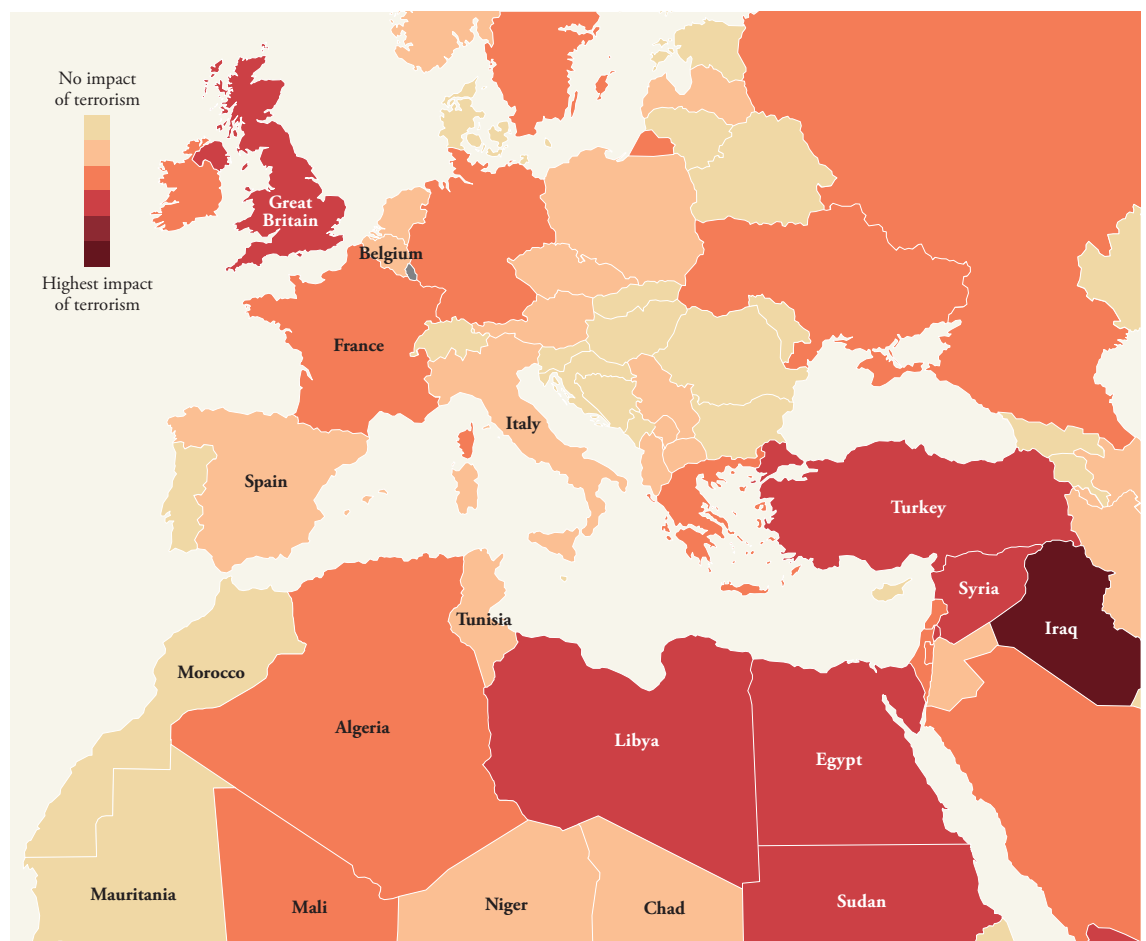 No impact
of terrorism
Highest impact
of terrorism
Great
Britain
Belgium
France
Italy
Spain
Turkey
Syria
Iraq
Tunisia
Morocco
Algeria
Libya
Egypt
Mauritania
Mali
Niger
Chad
Sudan